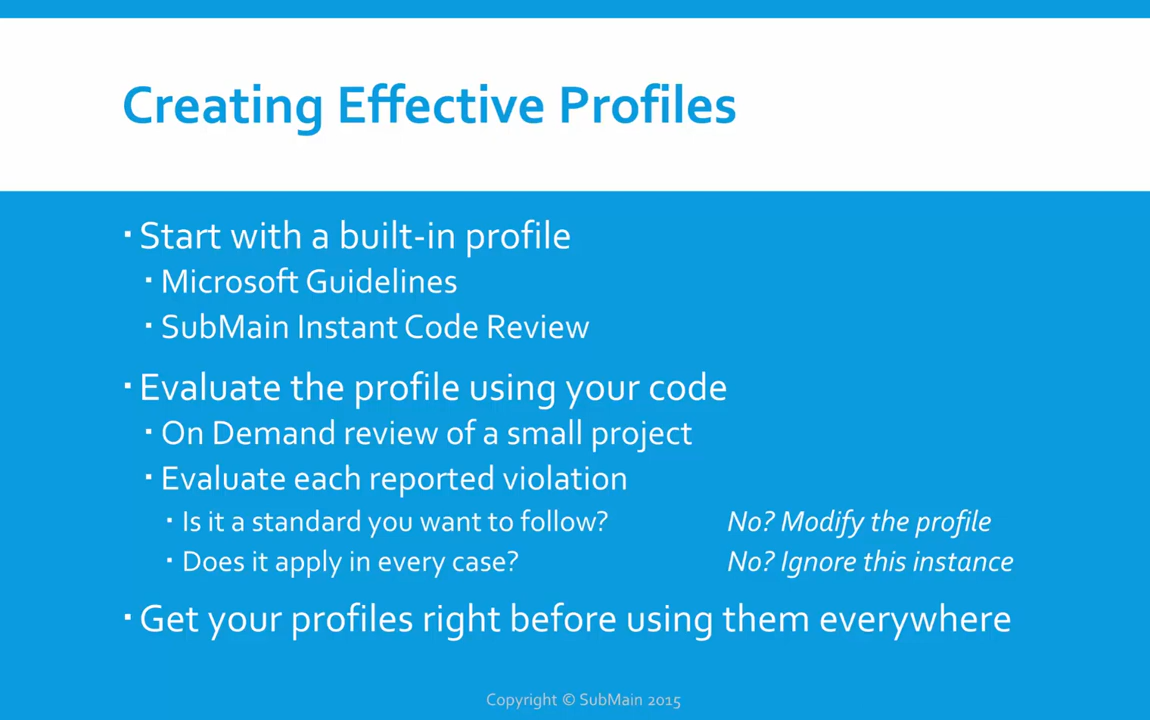 Creating Effective Profiles
▪ Start with a built-in profile
▪ Microsoft Guidelines
▪ SubMain Instant Code Review
▪ Evaluate the profile using your code
▪ On Demand review of a small project
▪ Evaluate each reported violation
▪ Is it a standard you want to follow? No? Modify the profile
▪ Does it apply in every case? No? Ignore this instance
▪ Get your profiles right before using them everywhere
Copyright © SubMain 2015